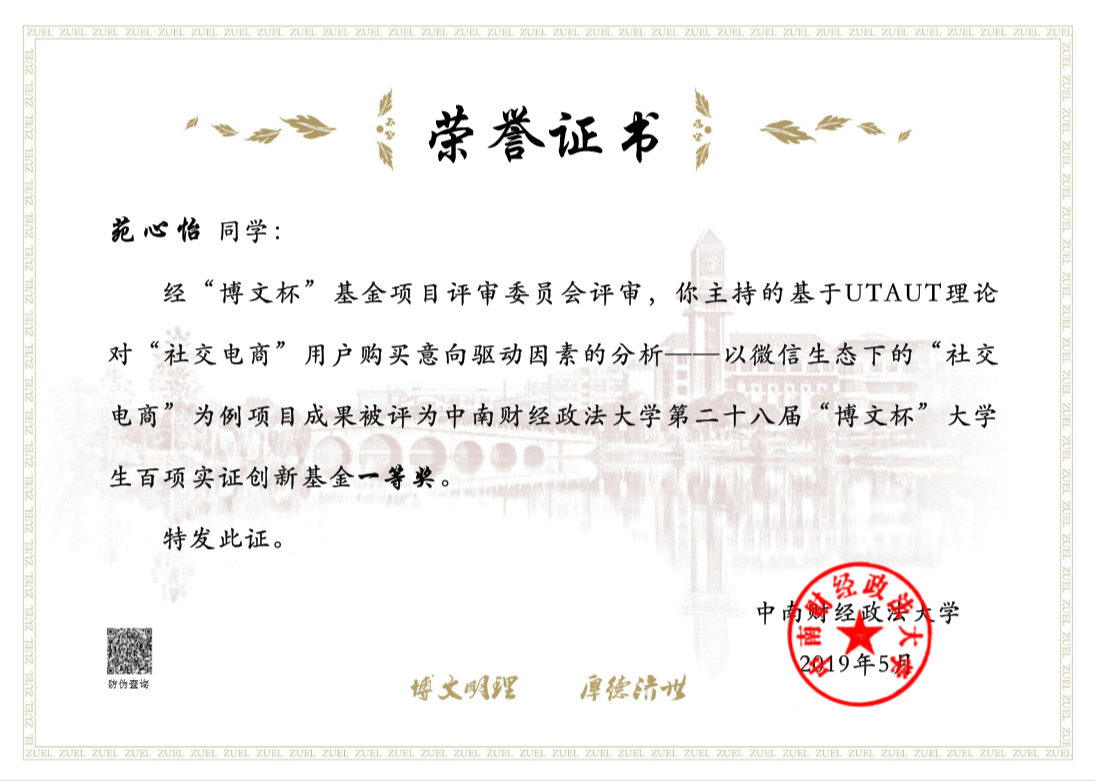 荣誉证书
苑心怡 同学：
经“博文杯”基金项目评审委员会评审，你主持的基于UTAUT理论
对“社交电商”用户购买意向驱动因素的分析——以微信生态下的“社交
电商”为例项目成果被评为中南财经政法大学第二十八届“博文杯”大学
生百项实证创新基金一等奖。
特发此证。
中南财经政法大学
2019年5月
中南财经政法大学
防伪查询
博文明理 厚德济世
ZUEL